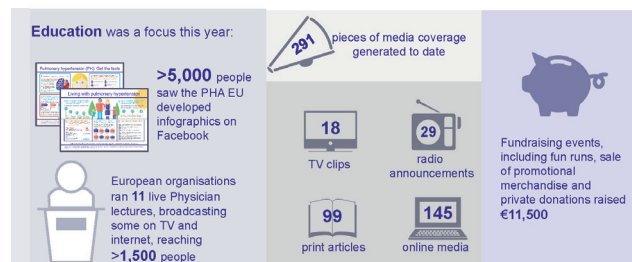 Education was a focus this year:
Pulmonary hypertension (PH): Get the facts
Living with pulmonary hypertension
>5,000 people
saw the PHA EU
developed
infographics on
Facebook
European organisations
ran 11 live Physician
lectures, broadcasting
some on TV and
internet, reaching
>1,500 people
291
pieces of media coverage
generated to date
18
TV clips
29
radio
announcements
99
print articles
145
online media
Fundraising events,
including fun runs, sale
of promotional
merchandise and
private donations raised
€11,500